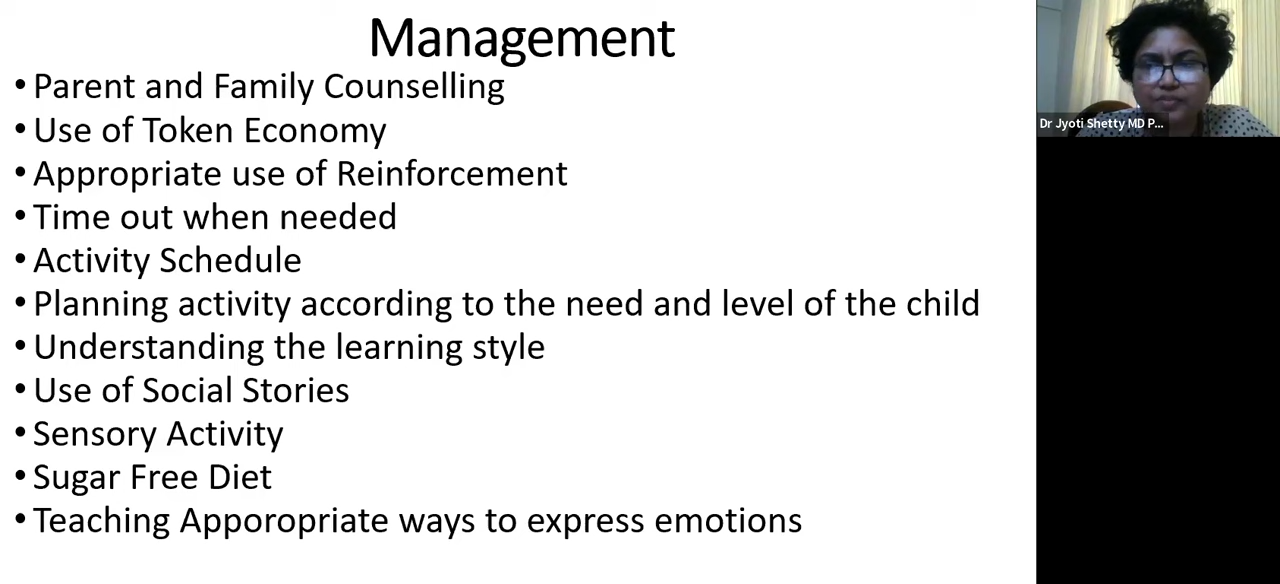 Management
• Parent and Family Counselling
• Use of Token Economy
• Appropriate use of Reinforcement
• Time out when needed
• Activity Schedule
• Planning activity according to the need and level of the child
• Understanding the learning style
• Use of Social Stories
• Sensory Activity
• Sugar Free Diet
• Teaching Apporopriate ways to express emotions
Dr Jyoti Shetty MD P...